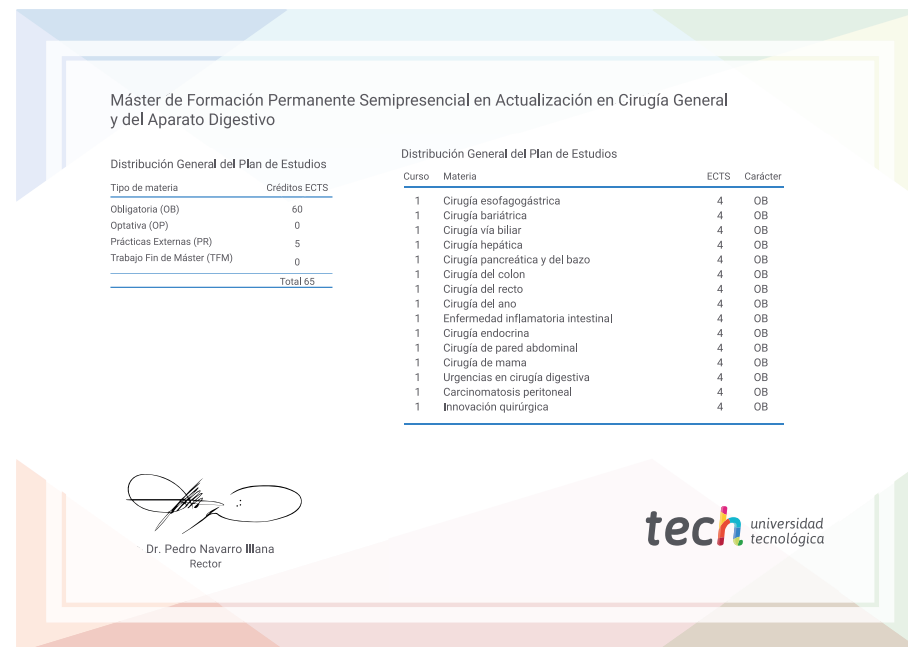 Máster de Formación Permanente Semipresencial en Actualización en Cirugía General
y del Aparato Digestivo
Distribución General del Plan de Estudios
Tipo de materia Créditos ECTS
Obligatoria (OB) 60
Optativa (OP) 0
Prácticas Externas (PR) 5
Trabajo Fin de Máster (TFM) 0
Total 65
Distribución General del Plan de Estudios
Curso Materia ECTS Carácter
1 Cirugía esofagogástrica 4 OB
1 Cirugía bariátrica 4 OB
1 Cirugía vía biliar 4 OB
1 Cirugía hepática 4 OB
1 Cirugía pancreática y del bazo 4 OB
1 Cirugía del colon 4 OB
1 Cirugía del recto 4 OB
1 Cirugía del ano 4 OB
1 Enfermedad inflamatoria intestinal 4 OB
1 Cirugía endocrina 4 OB
1 Cirugía de pared abdominal 4 OB
1 Cirugía de mama 4 OB
1 Urgencias en cirugía digestiva 4 OB
1 Carcinomatosis peritoneal 4 OB
1 Innovación quirúrgica 4 OB
Dr. Pedro Navarro Illana
Rector
tech universidad
tecnológica